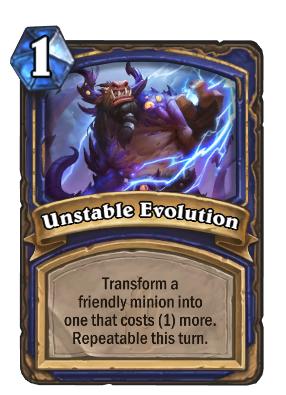 1
Unstable Evolution
Transform a
friendly minion into
one that costs (1) more.
Repeatable this turn.